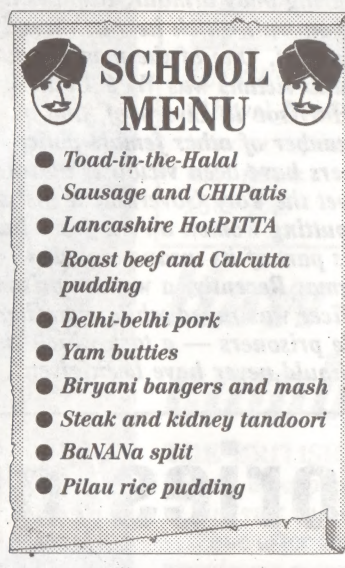 SCHOOL
MENU
● Toad-in-the-Halal
● Sausage and CHIPatis
● Lancashire HotPITTA
● Roast beef and Calcutta
pudding
● Delhi-belhi pork
● Yam butties
● Biryani bangers and mash
● Steak and kidney tandoori
● BaNANa split
● Pilau rice pudding